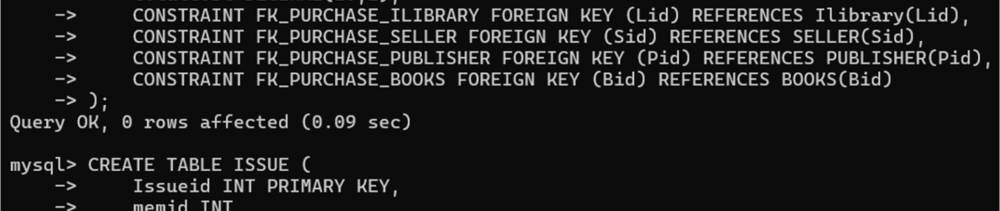 ->     CONSTRAINT FK_PURCHASE_ILIBRARY FOREIGN KEY (Lid) REFERENCES Ilibrary(Lid),
->     CONSTRAINT FK_PURCHASE_SELLER FOREIGN KEY (Sid) REFERENCES SELLER(Sid),
->     CONSTRAINT FK_PURCHASE_PUBLISHER FOREIGN KEY (Pid) REFERENCES PUBLISHER(Pid),
->     CONSTRAINT FK_PURCHASE_BOOKS FOREIGN KEY (Bid) REFERENCES BOOKS(Bid)
-> );
Query OK, 0 rows affected (0.09 sec)
mysql> CREATE TABLE ISSUE (
->     Issueid INT PRIMARY KEY,
->     memid INT,